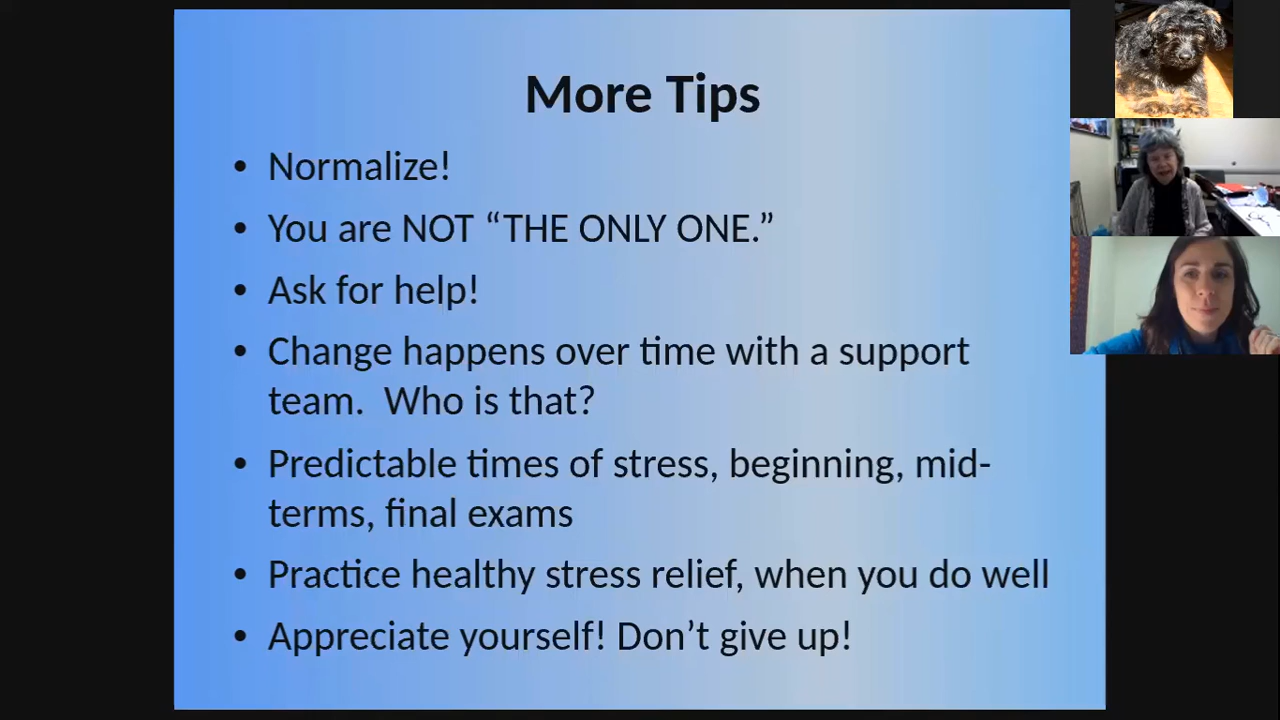 More Tips
• Normalize!
• You are NOT “THE ONLY ONE.”
• Ask for help!
• Change happens over time with a support
team.  Who is that?
• Predictable times of stress, beginning, mid-
terms, final exams
• Practice healthy stress relief, when you do well
• Appreciate yourself! Don’t give up!